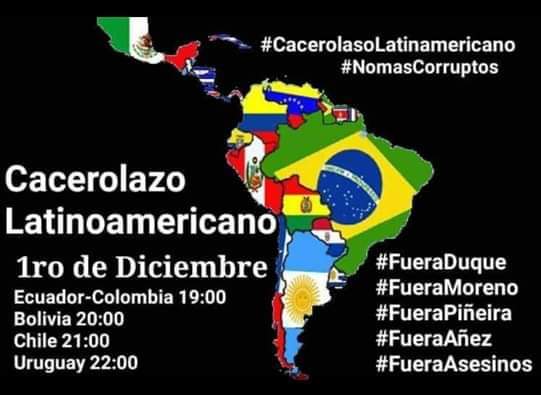 #CacerolasoLatinamericano
#NomasCorruptos
Cacerolazo
Latinoamericano
1ro de Diciembre
Ecuador-Colombia 19:00
Bolivia 20:00
Chile 21:00
Uruguay 22:00
#FueraDuque
#FueraMoreno
#FueraPiñeira
#FueraAñez
#FueraAsesinos